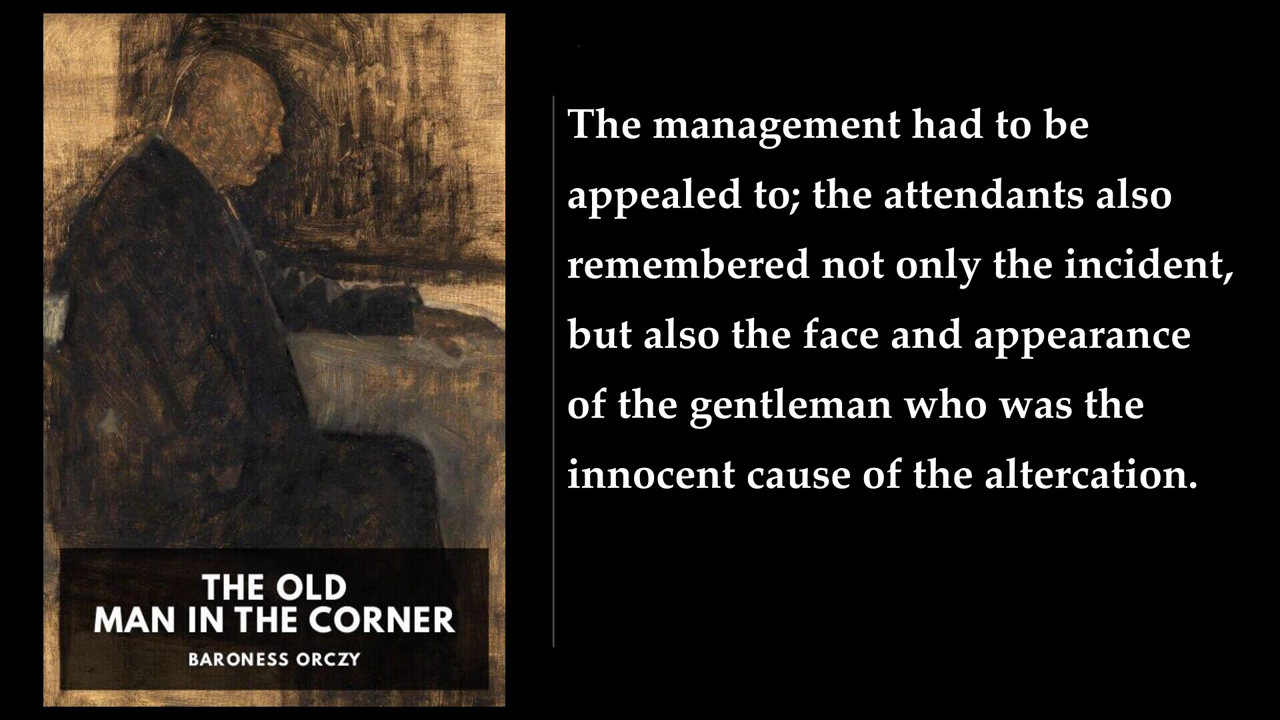 The management had to be
appealed to; the attendants also
remembered not only the incident,
but also the face and appearance
of the gentleman who was the
innocent cause of the altercation.
THE OLD
MAN IN THE CORNER
BARONESS ORCZY